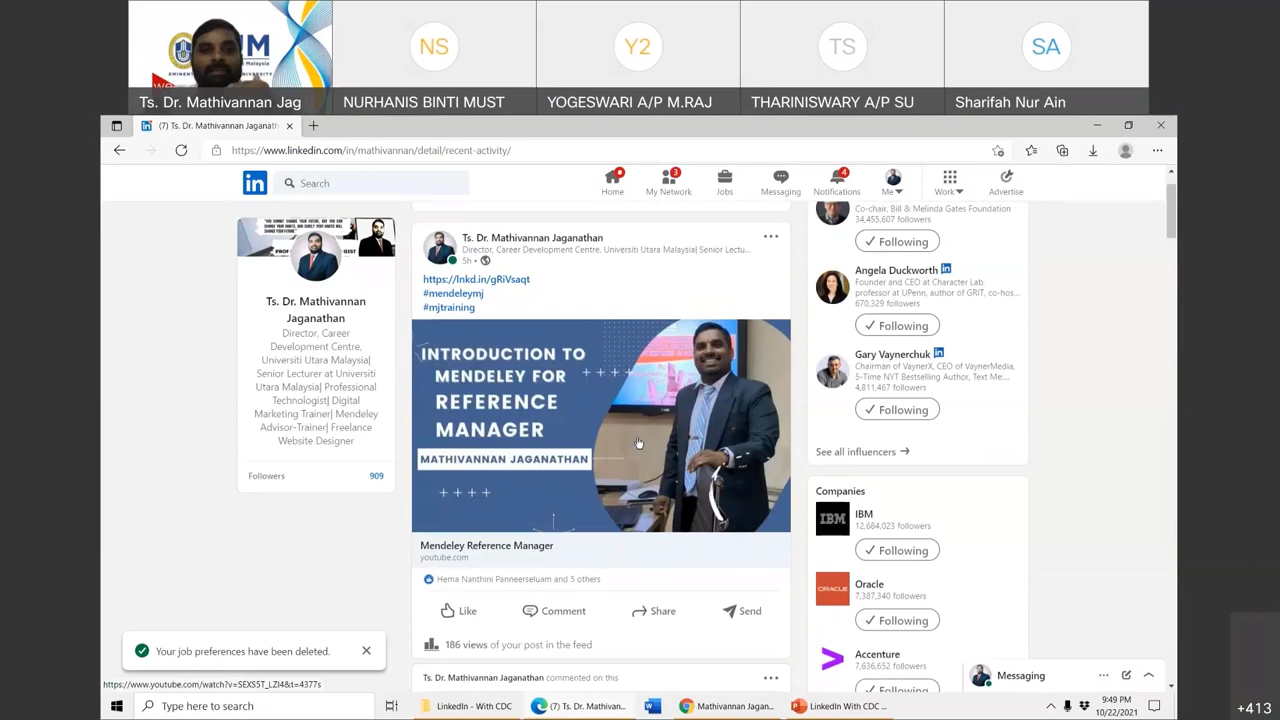 NS
Y2
TS
SA
Ts. Dr. Mathivannan Jag
NURHANIS BINTI MUST
YOGESWARI A/P M.RAJ
THARINISWARY A/P SU
Sharifah Nur Ain
(7) Ts. Dr. Mathivannan Jaganath
https://www.linkedin.com/in/mathivannan/detail/recent-activity/
in
Search
Home
3
My Network
Jobs
Messaging
4
Notifications
Me
Work
Advertise
Ts. Dr. Mathivannan
Jaganathan
Director, Career
Development Centre,
Universiti Utara Malaysia|
Senior Lecturer at Universiti
Utara Malaysia| Professional
Technologist| Digital
Marketing Trainer| Mendeley
Advisor-Trainer| Freelance
Website Designer
Followers 909
Ts. Dr. Mathivannan Jaganathan
Director, Career Development Centre, Universiti Utara Malaysia| Senior Lectu...
5h •
https://lnkd.in/gRiVsaqt
#mendeleymj
#mjtraining
INTRODUCTION TO
MENDELEY FOR
REFERENCE
MANAGER
MATHIVANNAN JAGANATHAN
Mendeley Reference Manager
youtube.com
Hema Nanthini Panneerseluam and 5 others
Like
Comment
Share
Send
186 views of your post in the feed
Ts. Dr. Mathivannan Jaganathan commented on this
Co-chair, Bill & Melinda Gates Foundation
34,455,607 followers
Following
Angela Duckworth in
Founder and CEO at Character Lab,
professor at UPenn, author of GRIT, co-hos...
670,329 followers
Following
Gary Vaynerchuk in
Chairman of VaynerX, CEO of VaynerMedia,
5-Time NYT Bestselling Author, Text Me:...
4,811,467 followers
Following
See all influencers
Companies
IBM
IBM
12,684,023 followers
Following
ORACLE
Oracle
7,387,340 followers
Following
Accenture
7,636,652 followers
Following
Messaging
Your job preferences have been deleted.
https://www.youtube.com/watch?v=SEXS5T_LZI4&t=4377s
Type here to search
LinkedIn - With CDC
(7) Ts. Dr. Mathivan...
Mathivannan Jagan...
LinkedIn With CDC ...
9:49 PM
10/22/2021
+413